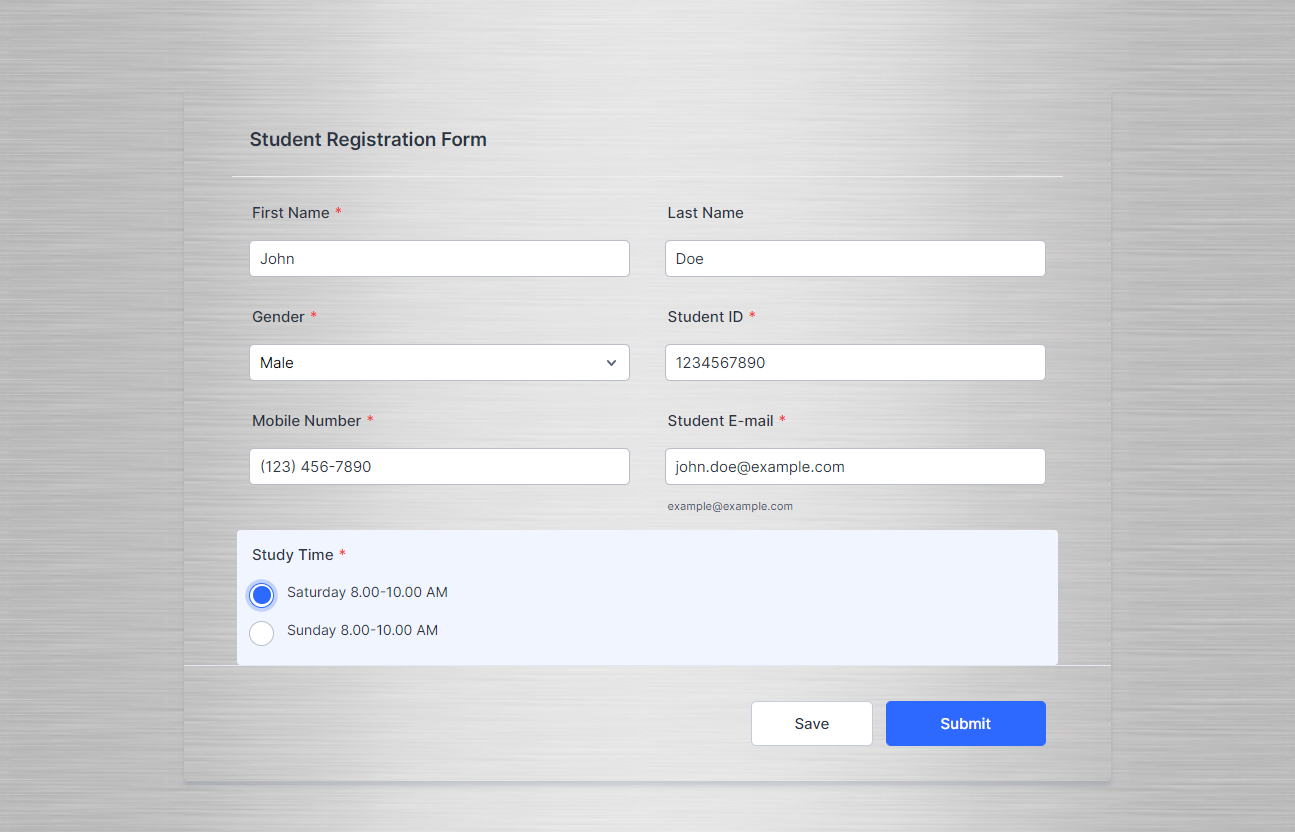 Student Registration Form
First Name * Last Name
John Doe
Gender * Student ID *
Male 1234567890
Mobile Number * Student E-mail *
(123) 456-7890 john.doe@example.com
example@example.com
Study Time *
Saturday 8.00-10.00 AM
Sunday 8.00-10.00 AM
Save Submit